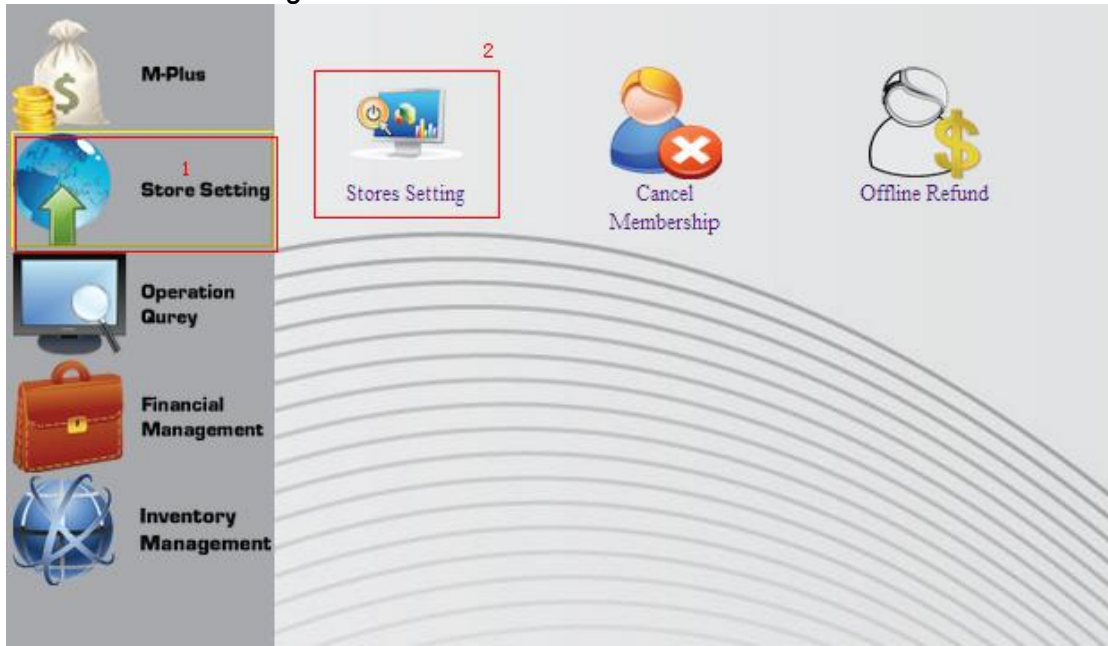 M-Plus
1
Store Setting
Operation
Qurey
Financial
Management
Inventory
Management
2
Stores Setting
Cancel
Membership
Offline Refund